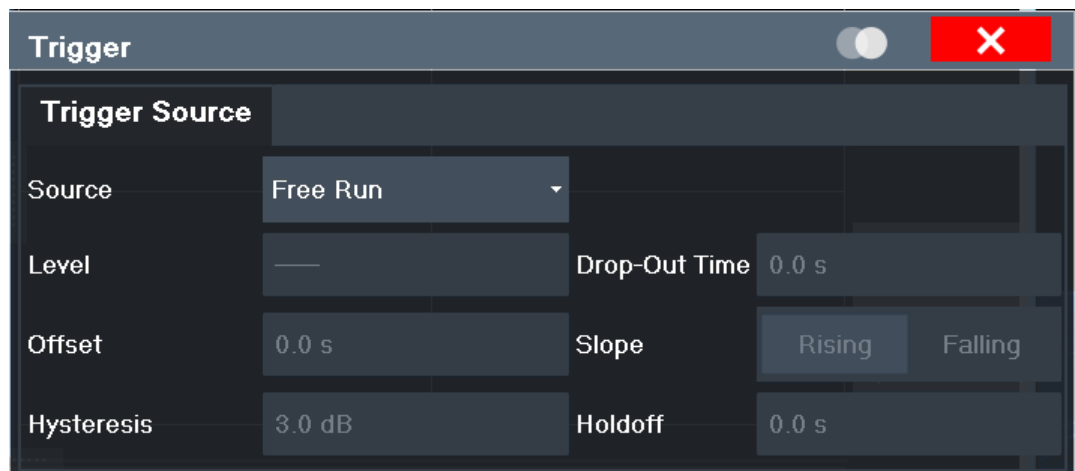 Trigger
Trigger Source
Source Free Run
Level Drop-Out Time 0.0 s
Offset 0.0 s Slope Rising Falling
Hysteresis 3.0 dB Holdoff 0.0 s